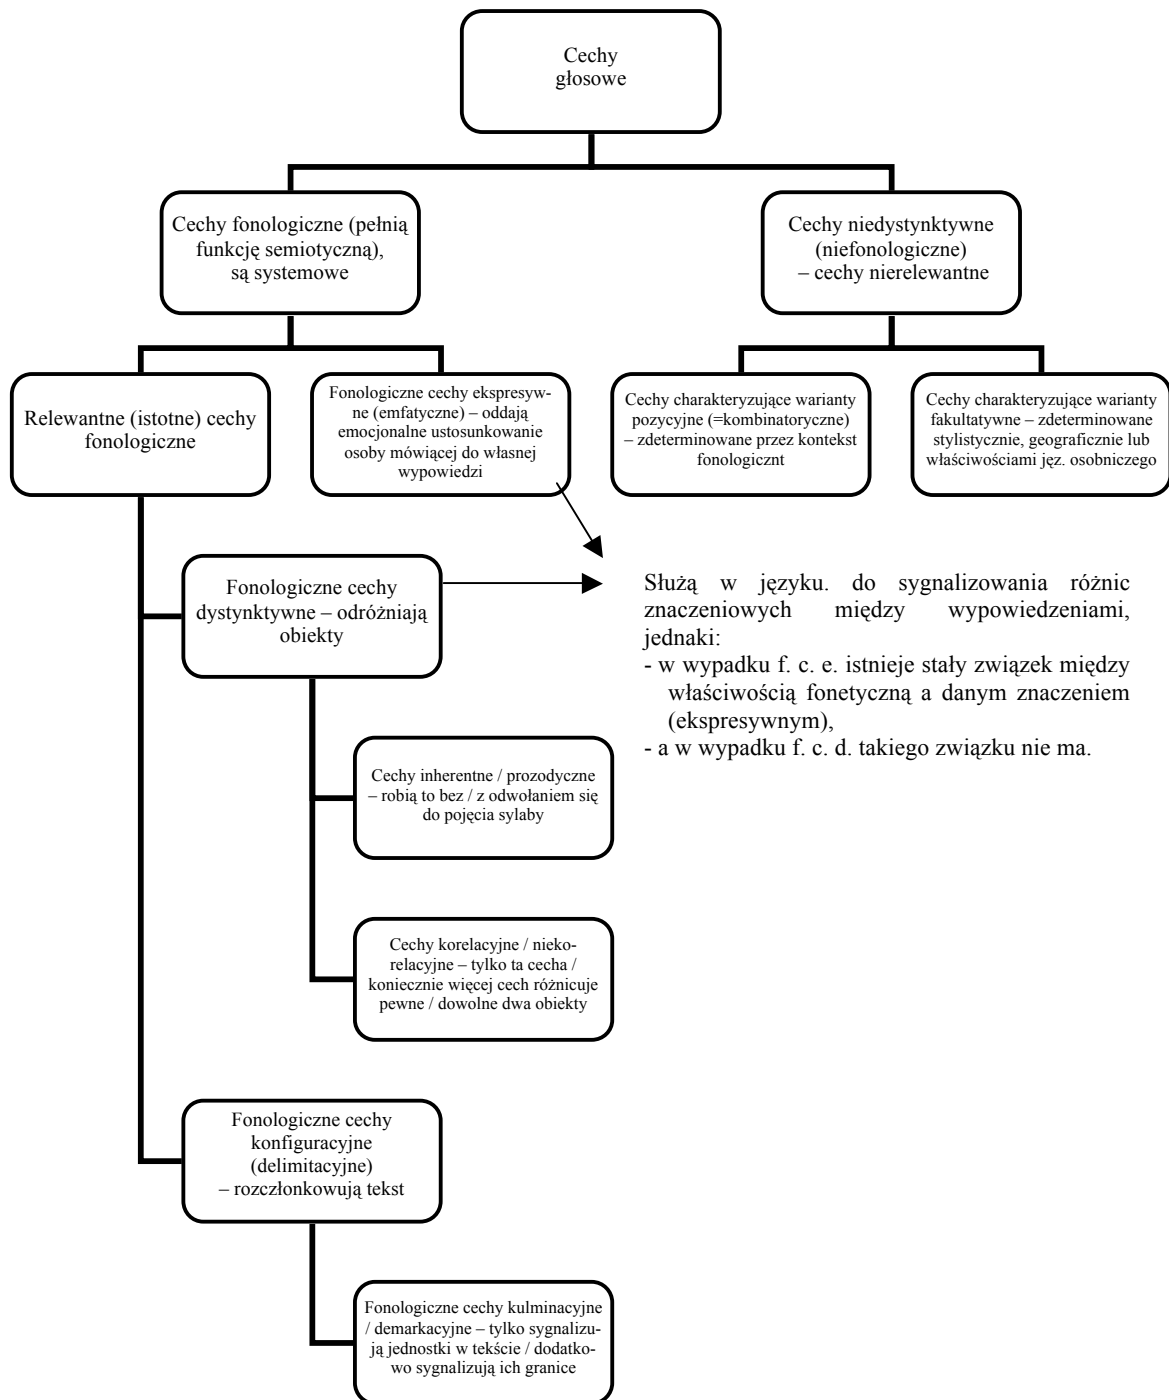 Cechy
głosowe
Cechy fonologiczne (pełnią
funkcję semiotyczną),
są systemowe
Cechy niedystynktywne
(niefonologiczne)
– cechy nierelewantne
Relewantne (istotne) cechy
fonologiczne
Fonologiczne cechy ekspresyw-
ne (emfatyczne) – oddają
emocjonalne ustosunkowanie
osoby mówiącej do własnej
wypowiedzi
Cechy charakteryzujące warianty
pozycyjne (=kombinatoryczne)
– zdeterminowane przez kontekst
fonologicznt
Cechy charakteryzujące warianty
fakultatywne – zdeterminowane
stylistycznie, geograficznie lub
właściwościami jęz. osobniczego
Fonologiczne cechy
dystynktywne – odróżniają
obiekty
Służą w języku. do sygnalizowania różnic
znaczeniowych między wypowiedzeniami,
jednaki:
- w wypadku f. c. e. istnieje stały związek między
właściwością fonetyczną a danym znaczeniem
(ekspresywnym),
- a w wypadku f. c. d. takiego związku nie ma.
Cechy inherentne / prozodyczne
– robią to bez / z odwołaniem się
do pojęcia sylaby
Cechy korelacyjne / nieko-
relacyjne – tylko ta cecha /
koniecznie więcej cech różnicuje
pewne / dowolne dwa obiekty
Fonologiczne cechy
konfiguracyjne
(delimitacyjne)
– rozczłonkowują tekst
Fonologiczne cechy kulminacyjne
/ demarkacyjne – tylko sygnalizu-
ją jednostki w tekście / dodatko-
wo sygnalizują ich granice